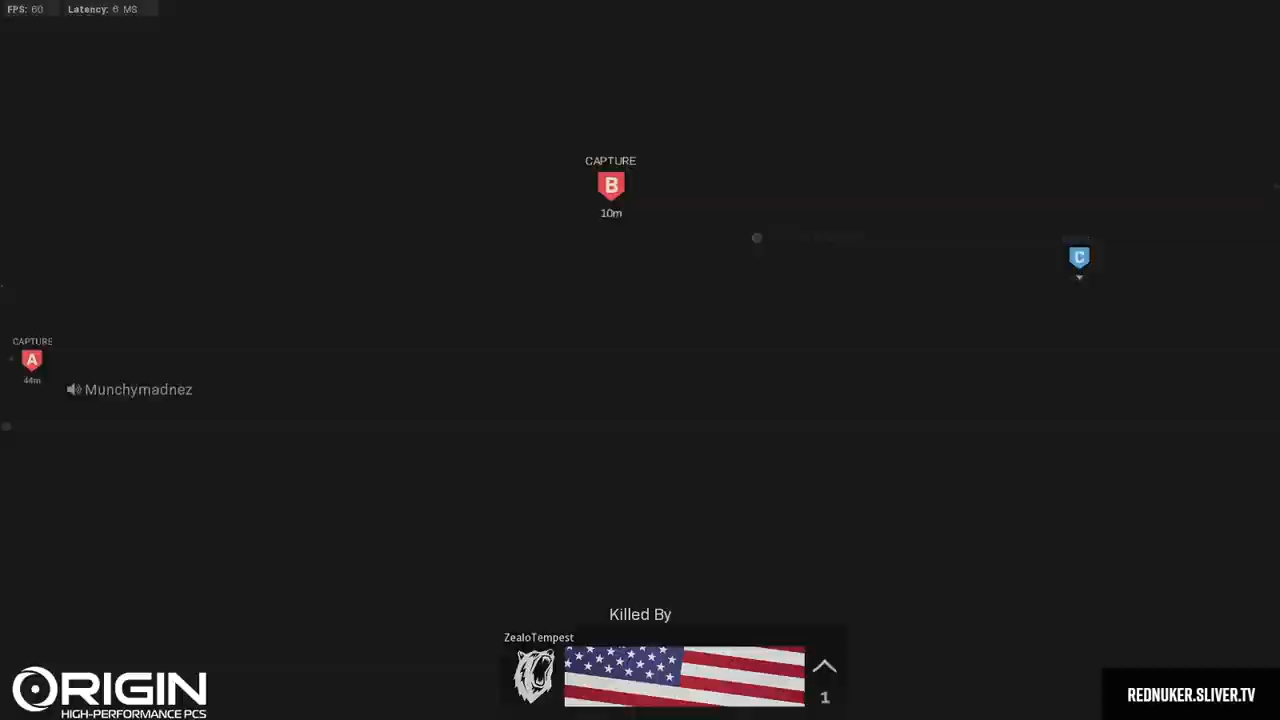 FPS: 60 Latency: 6 MS
CAPTURE
B
10m
C
CAPTURE
A
44m
Munchymadnez
Killed By
ZealoTempest
1
ORIGIN
HIGH-PERFORMANCE PCS
REDNUKER.SLIVER.TV